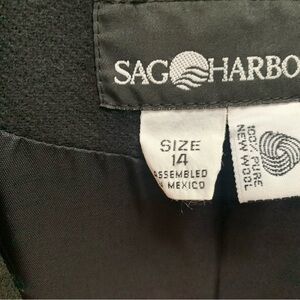 SAG HARBO
SIZE
14
ASSEMBLED
MEXICO
100% PURE
NEW WOOL